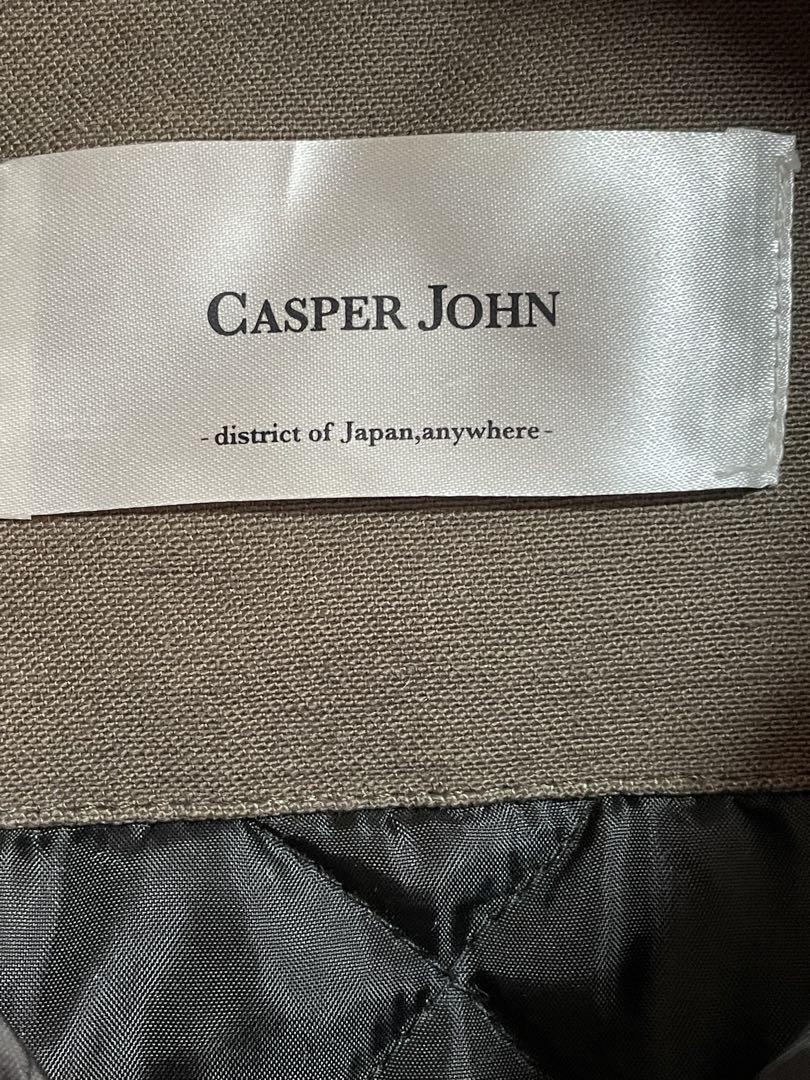 CASPER JOHN
- district of Japan,anywhere -